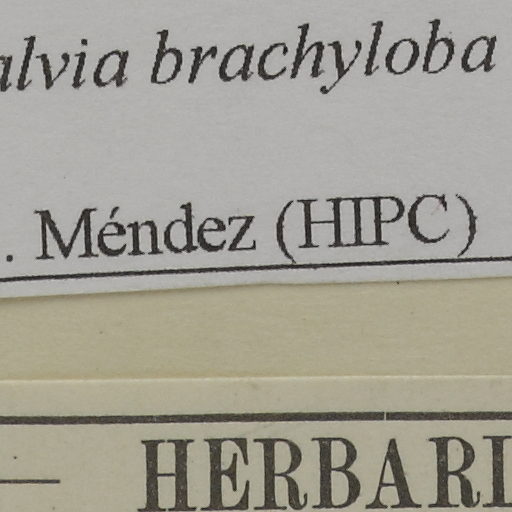 alvia brachyloba
. Méndez (HIPC)
HERBARI